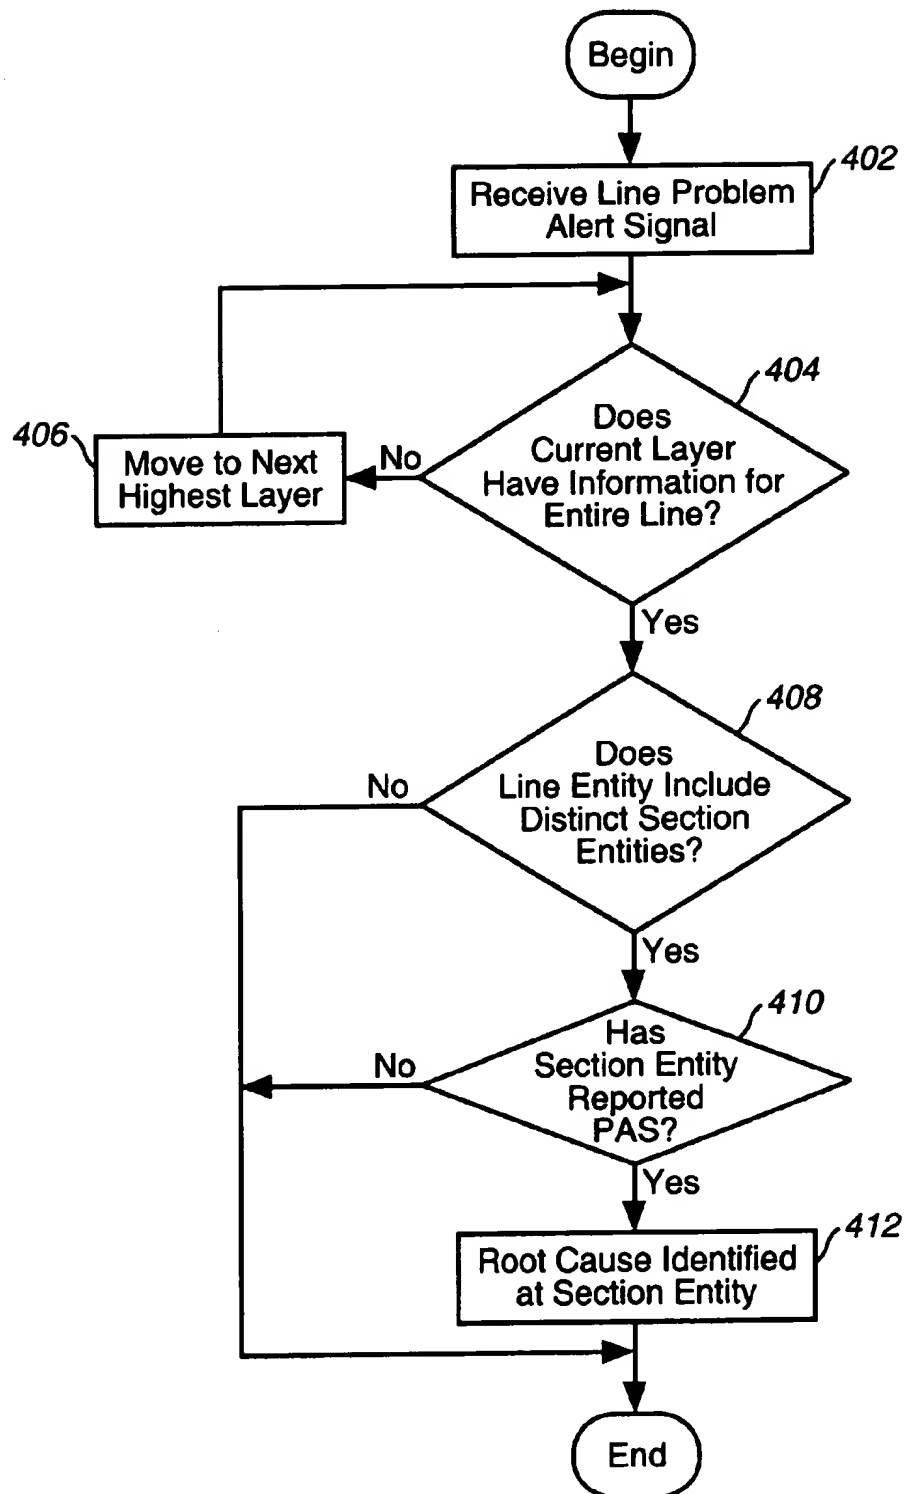 Begin
402
Receive Line Problem
Alert Signal
404
Does
Current Layer
Have Information for
Entire Line?
406
No
Move to Next
Highest Layer
Yes
408
Does
Line Entity Include
Distinct Section
Entities?
No
Yes
410
Has
Section Entity
Reported
PAS?
No
Yes
412
Root Cause Identified
at Section Entity
End